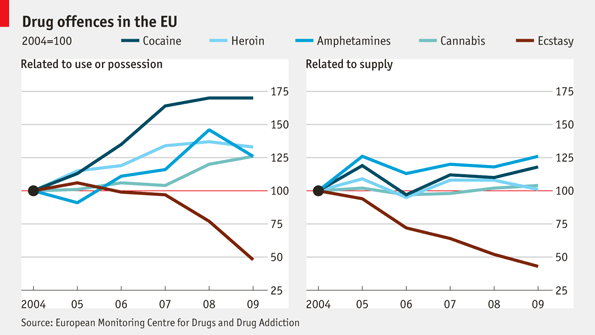 Drug offences in the EU
2004=100 Cocaine Heroin Amphetamines Cannabis Ecstasy
Related to use or possession
175
150
125
100
75
50
25
2004 05 06 07 08 09
Related to supply
175
150
125
100
75
50
25
2004 05 06 07 08 09
Source: European Monitoring Centre for Drugs and Drug Addiction